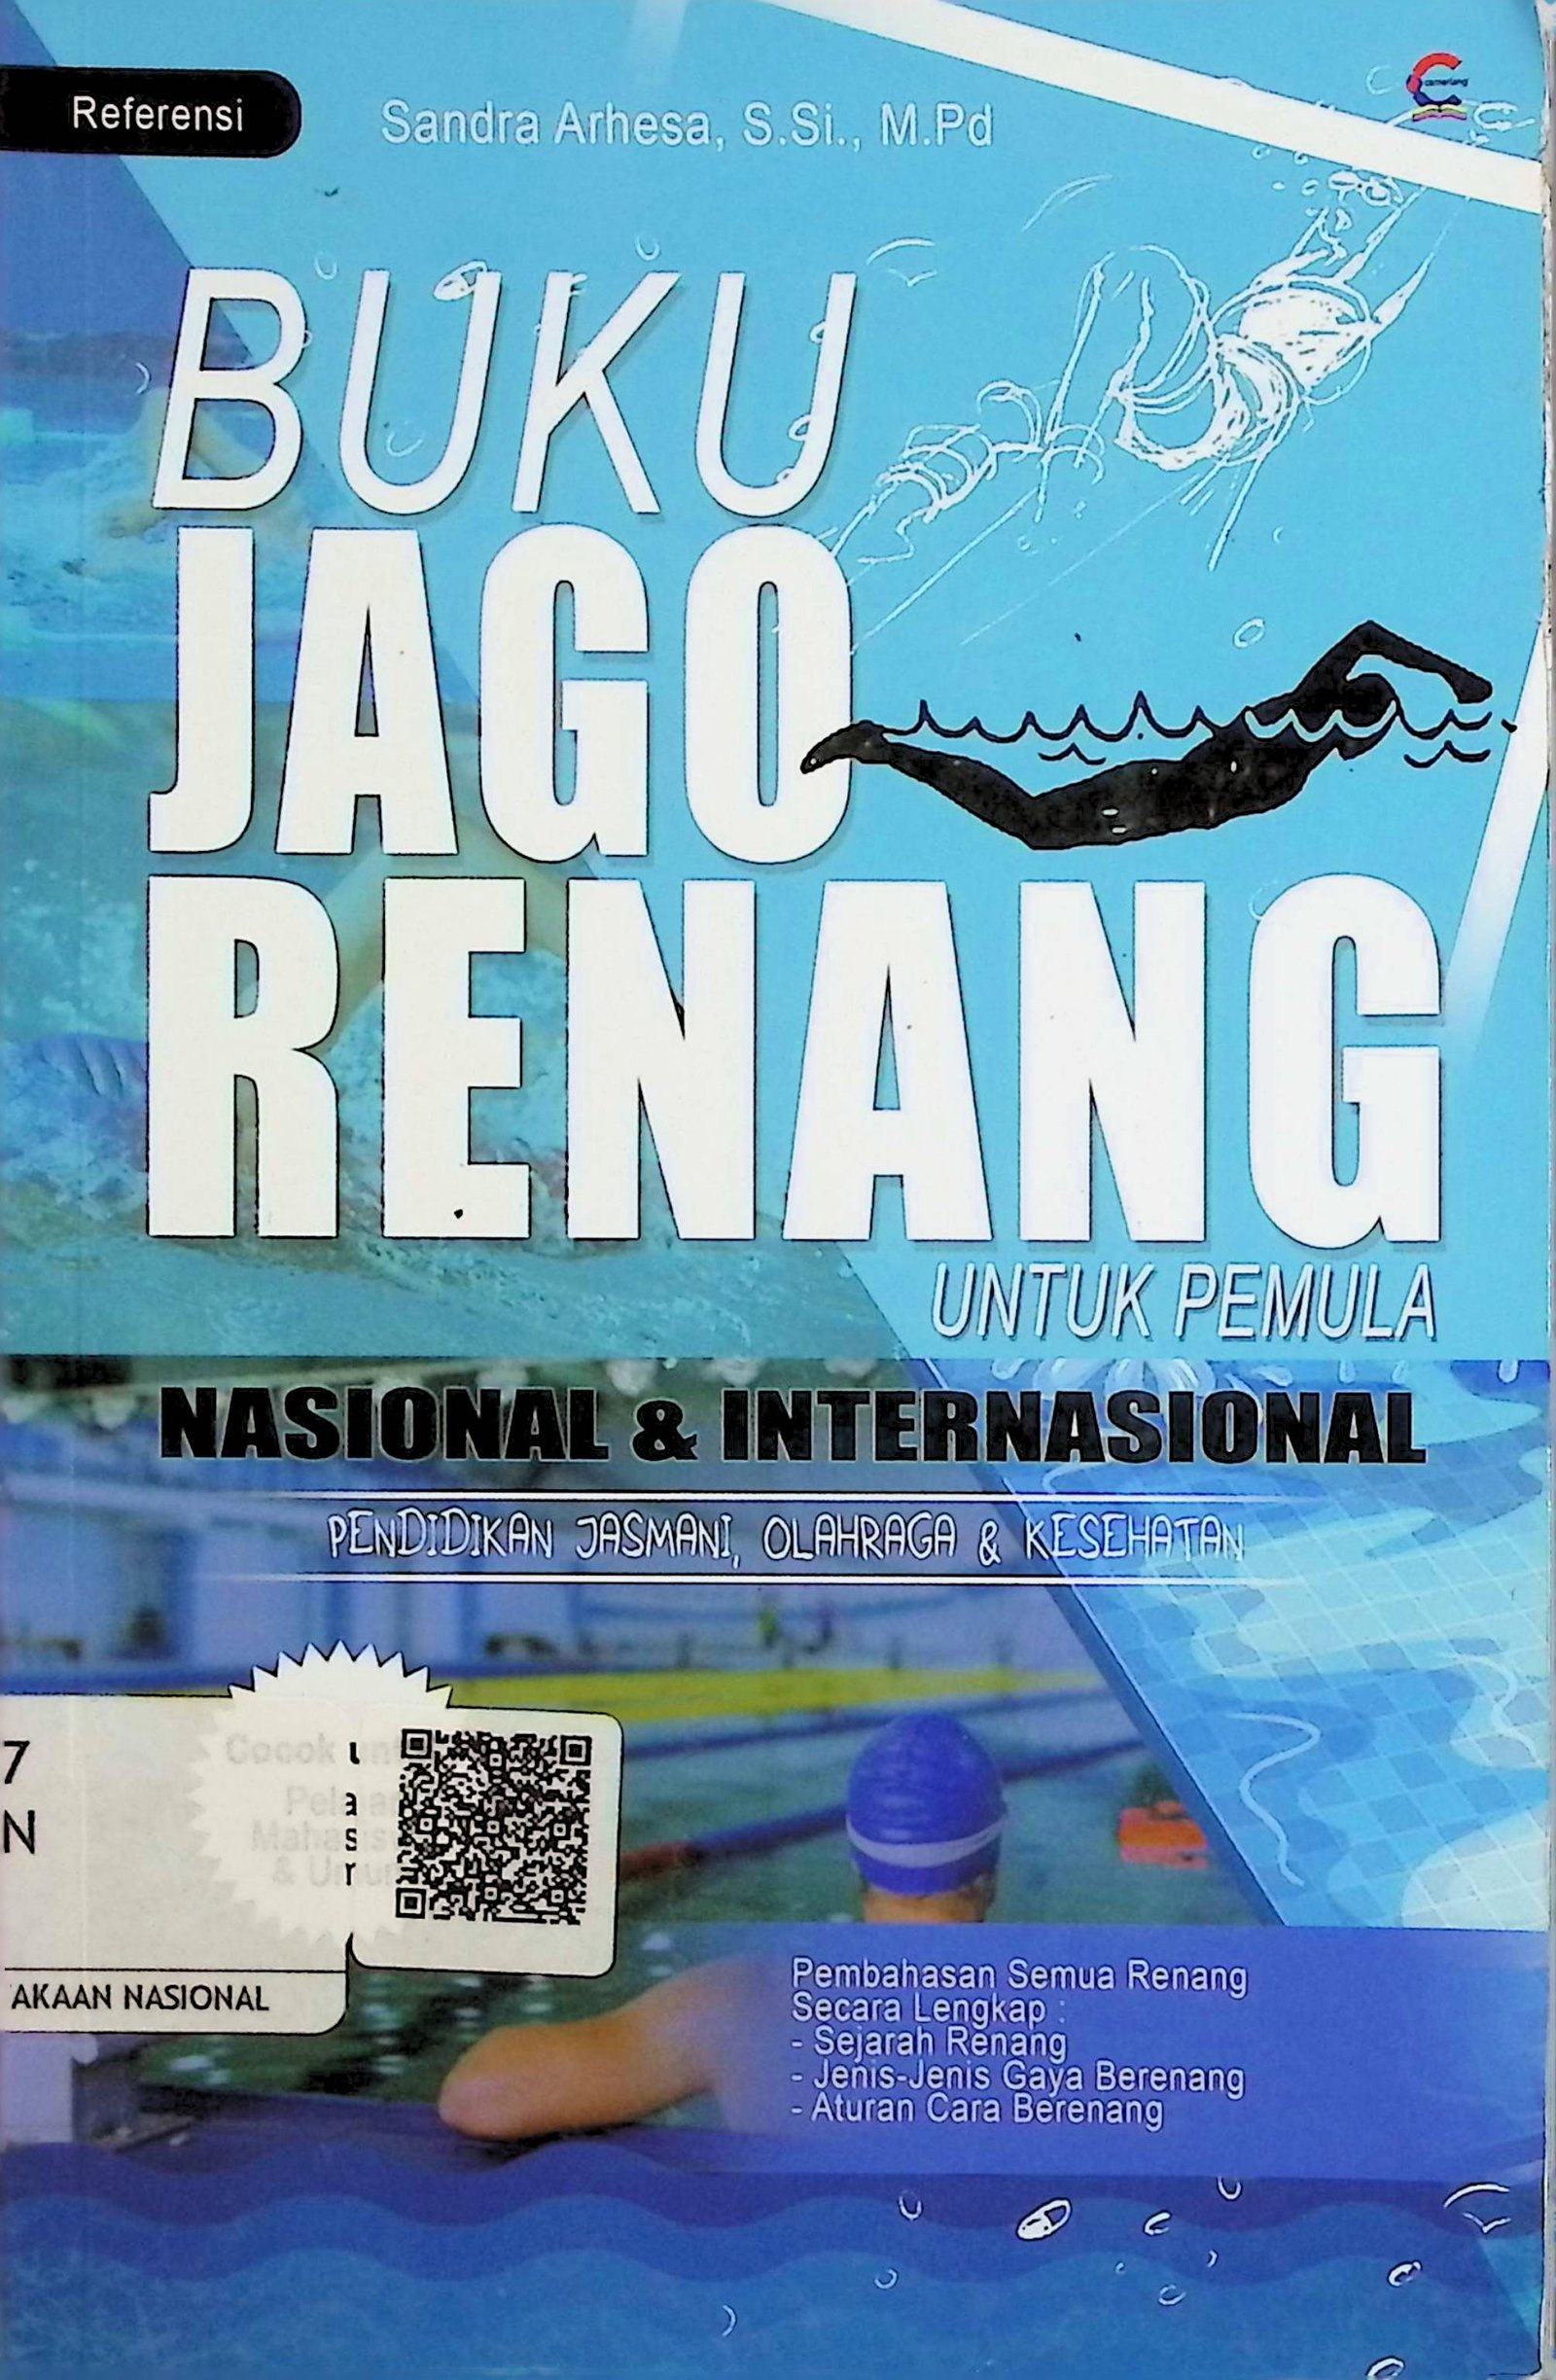 Referensi
Sandra Arhesa, S.Si., M.Pd
BUKU
JAGO
RENANG
UNTUK PEMULA
NASIONAL & INTERNASIONAL
PENDIDIKAN JASMANI, OLAHRAGA & KESEHATAN
7
N
Cocok
AKAAN NASIONAL
Pembahasan Semua Renang
Secara Lengkap :
- Sejarah Renang
- Jenis-Jenis Gaya Berenang
- Aturan Cara Berenang